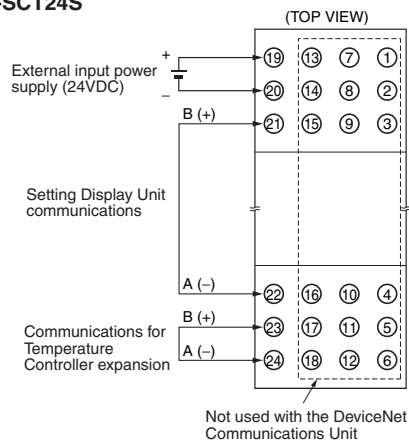 SCT24S
(TOP VIEW)
+
External input power
supply (24VDC)
–
19 13 7 1
20 14 8 2
B (+)
21 15 9 3
Setting Display Unit
communications
A (–)
22 16 10 4
B (+)
23 17 11 5
Communications for
Temperature
Controller expansion
A (–)
24 18 12 6
Not used with the DeviceNet
Communications Unit